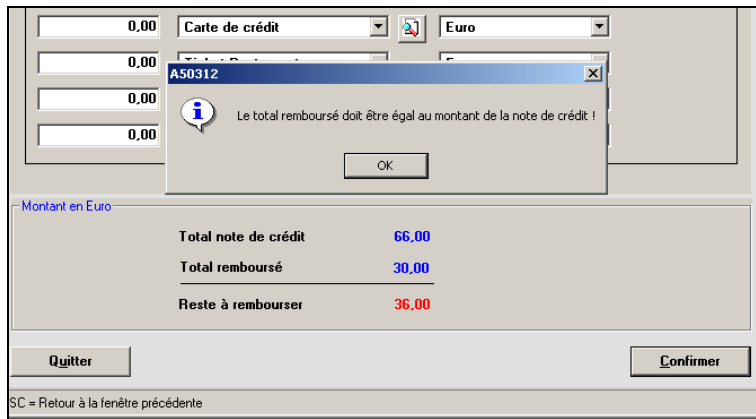 0,00 Carte de crédit Euro
0,00
A50312
0,00
Le total remboursé doit être égal au montant de la note de crédit !
0,00
OK
Montant en Euro
Total note de crédit 66,00
Total remboursé 30,00
Reste à rembourser 36,00
Quitter Confirmer
SC = Retour à la fenêtre précédente